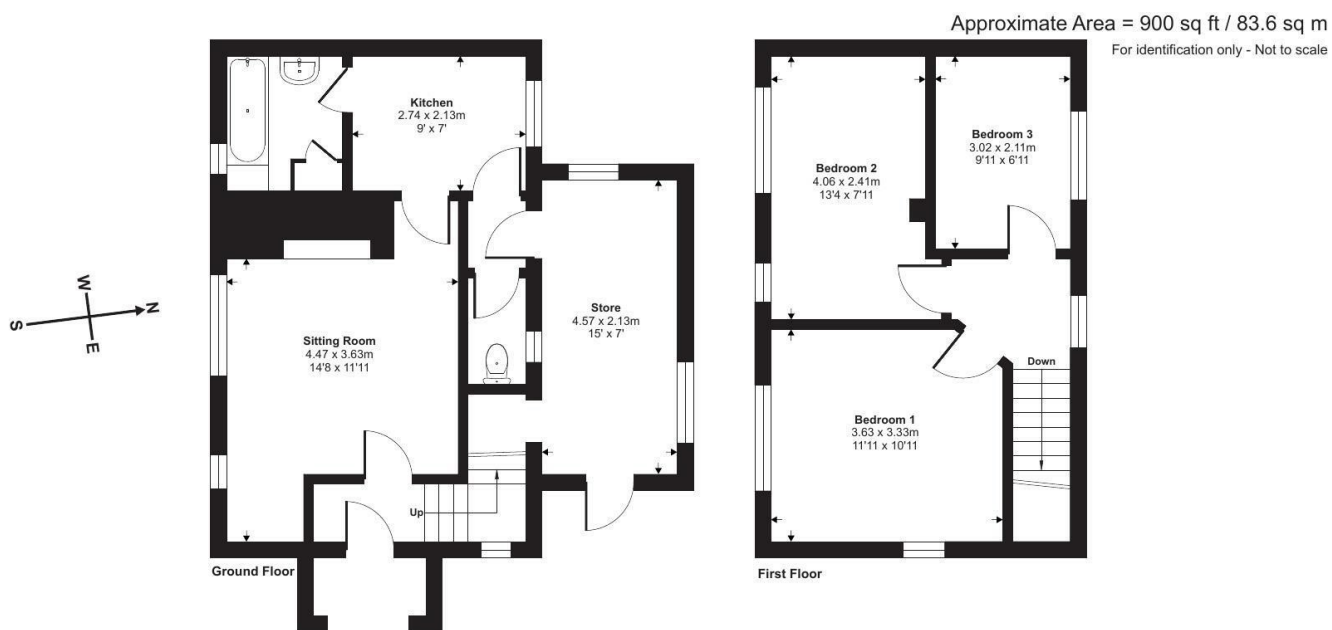 Approximate Area = 900 sq ft / 83.6 sq m
For identification only - Not to scale
Kitchen
2.74 x 2.13m
9' x 7'
Bedroom 3
3.02 x 2.11m
9'11 x 6'11
Bedroom 2
4.06 x 2.41m
13'4 x 7'11
W
N
S
E
Store
4.57 x 2.13m
15' x 7'
Sitting Room
4.47 x 3.63m
14'8 x 11'11
Down
Bedroom 1
3.63 x 3.33m
11'11 x 10'11
Up
Ground Floor
First Floor